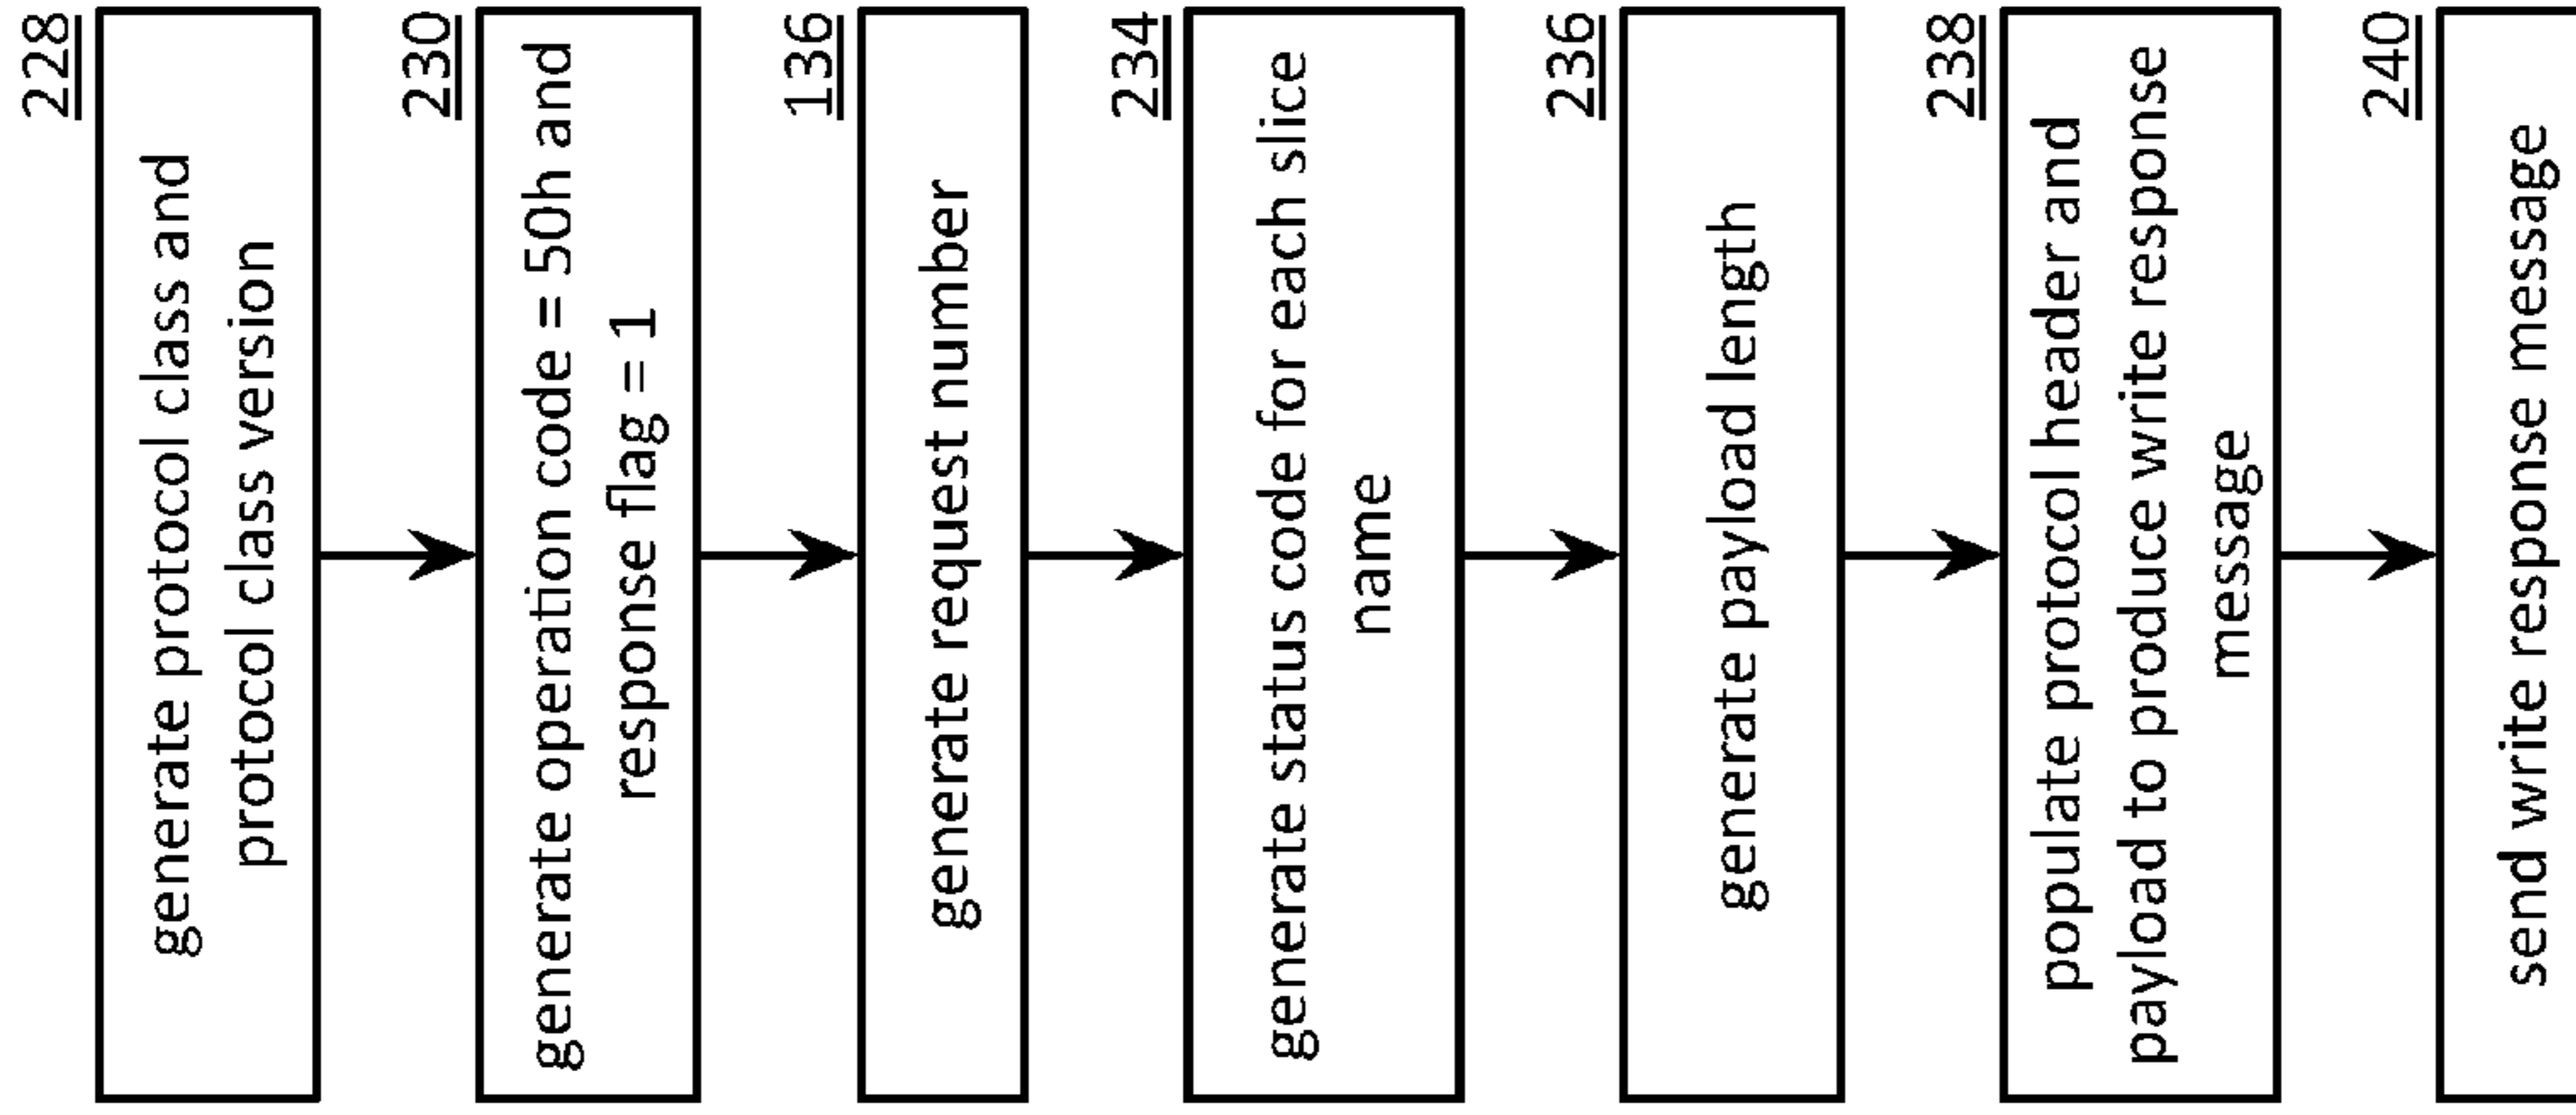 228
generate protocol class and
protocol class version
230
generate operation code = 50h and
response flag = 1
136
generate request number
234
generate status code for each slice
name
236
generate payload length
238
populate protocol header and
payload to produce write response
message
240
send write response message